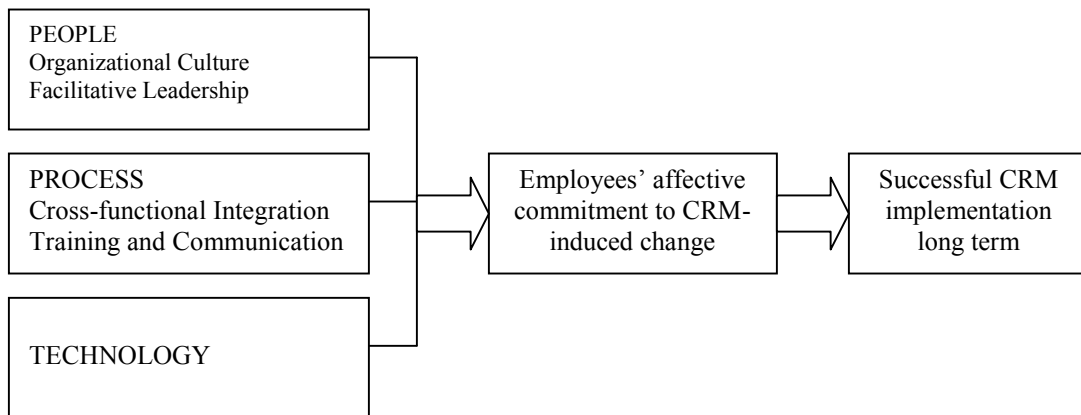 PEOPLE
Organizational Culture
Facilitative Leadership
PROCESS
Cross-functional Integration
Training and Communication
TECHNOLOGY
Employees’ affective
commitment to CRM-
induced change
Successful CRM
implementation
long term